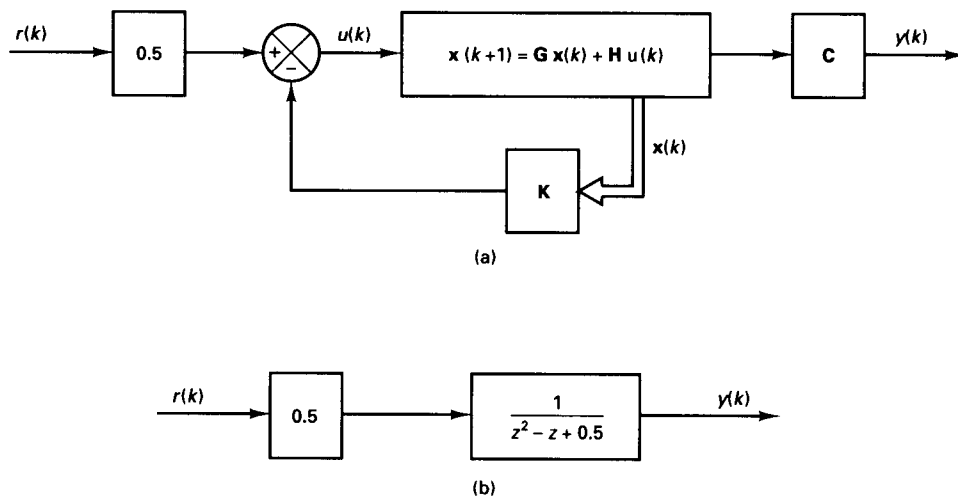 r(k)
0.5
+
−
u(k)
x (k+1) = G x(k) + H u(k)
C
y(k)
x(k)
K
(a)
r(k)
0.5
1
z² − z + 0.5
y(k)
(b)